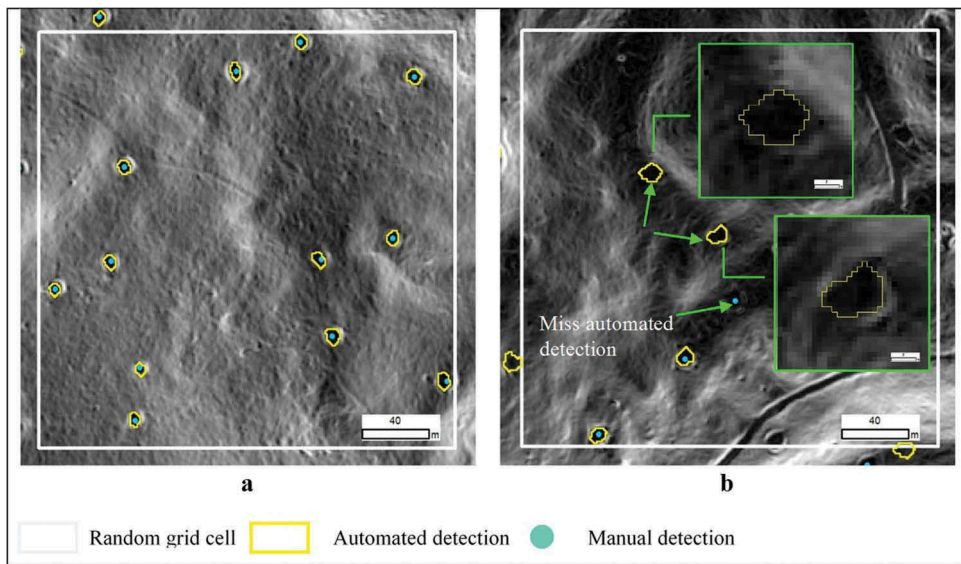 Miss automated
detection
40
m
40
m
a
b
Random grid cell
Automated detection
Manual detection